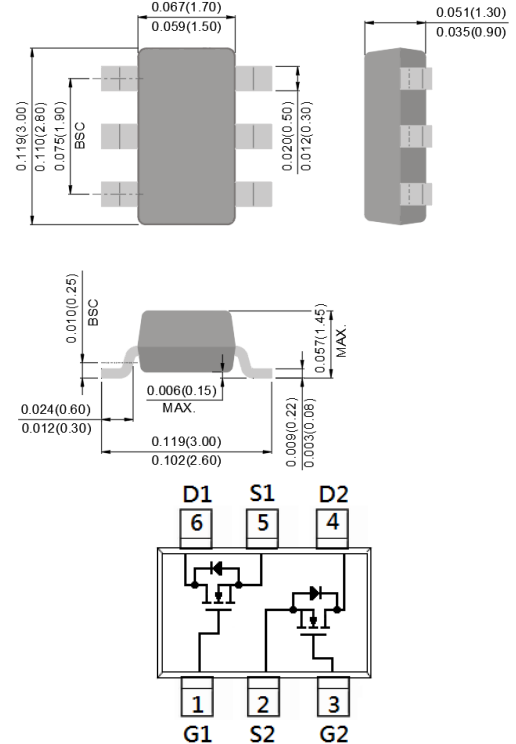 0.067(1.70)
0.059(1.50)
0.051(1.30)
0.035(0.90)
0.119(3.00)
0.110(2.80)
0.075(1.90)
BSC
0.020(0.50)
0.012(0.30)
0.010(0.25)
BSC
0.057(1.45)
MAX.
0.006(0.15)
MAX.
0.024(0.60)
0.012(0.30)
0.009(0.22)
0.003(0.08)
0.119(3.00)
0.102(2.60)
D1 S1 D2
6 5 4
1 2 3
G1 S2 G2